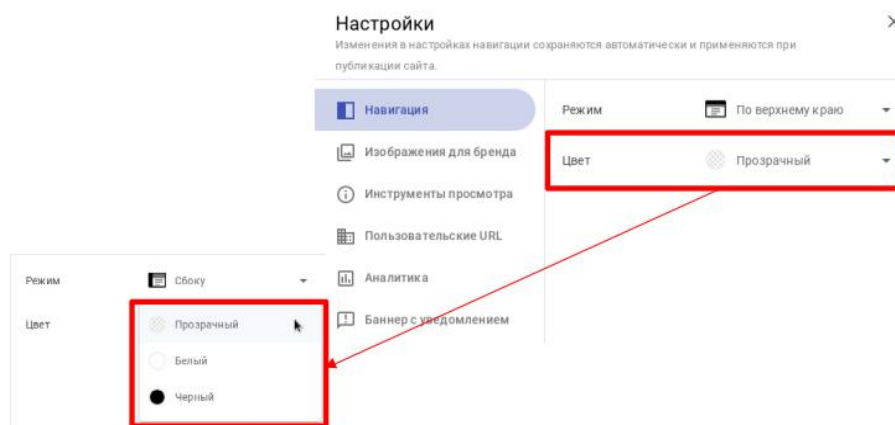 Настройки
Изменения в настройках навигации сохраняются автоматически и применяются при
публикации сайта.
Навигация
Изображения для бренда
Инструменты просмотра
Пользовательские URL
Аналитика
Баннер с уведомлением
Режим По верхнему краю
Цвет Прозрачный
Режим Сбоку
Цвет Прозрачный
Белый
Черный